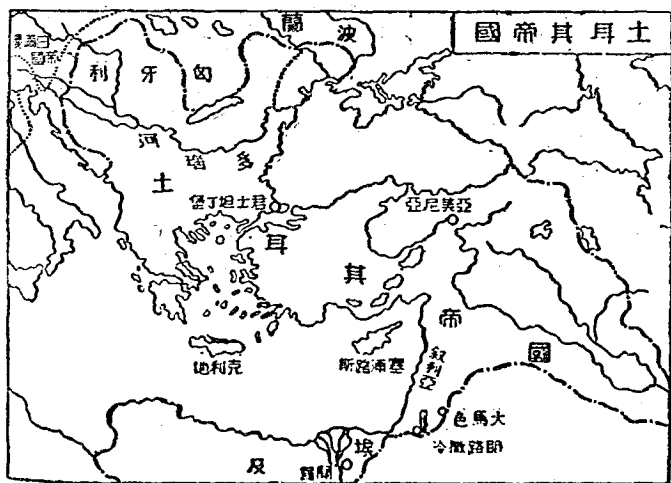 土耳其帝國
波蘭
匈牙利
多瑙河
君士坦丁堡
亞美尼亞
土耳其帝國
克利地
塞浦路斯
叙利亞
大馬色
耶路撒冷
埃及
開羅